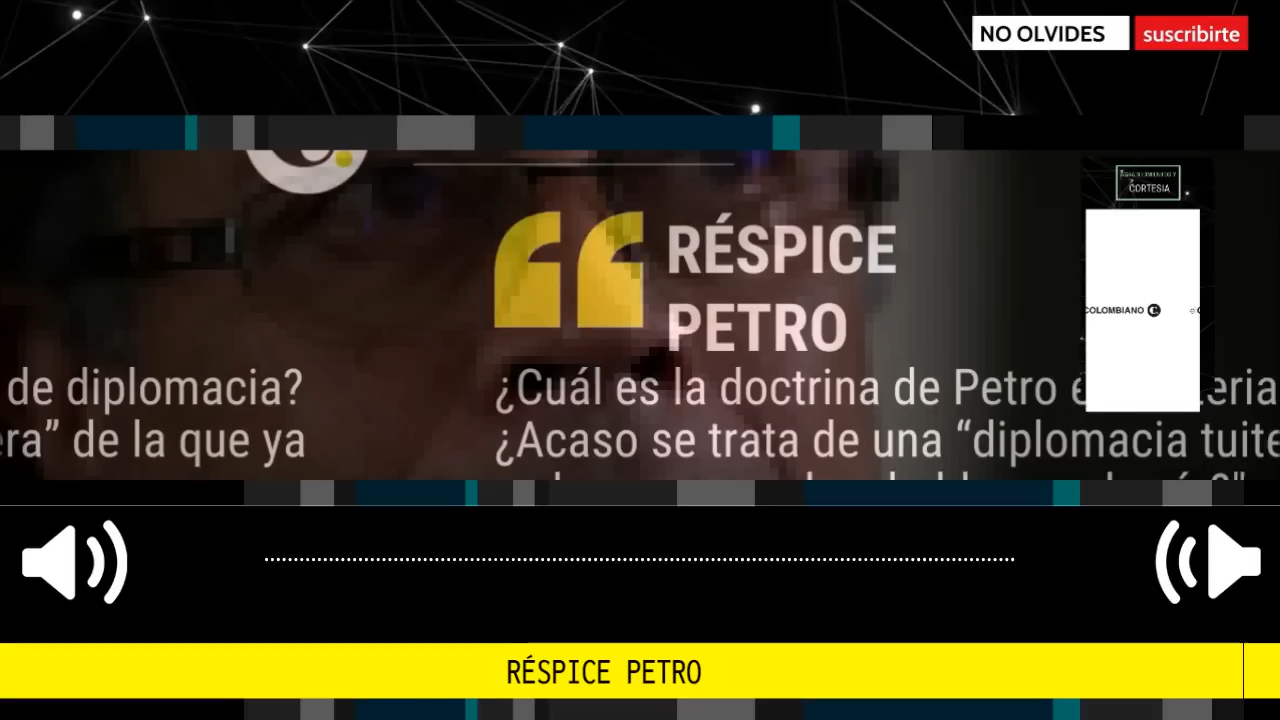 NO OLVIDES
suscribirte
CORTESIA
RÉSPICE
PETRO
COLOMBIANO
de diplomacia?
¿Cuál es la doctrina de Petro
era” de la que ya
¿Acaso se trata de una “diplomacia tuite
RÉSPICE PETRO